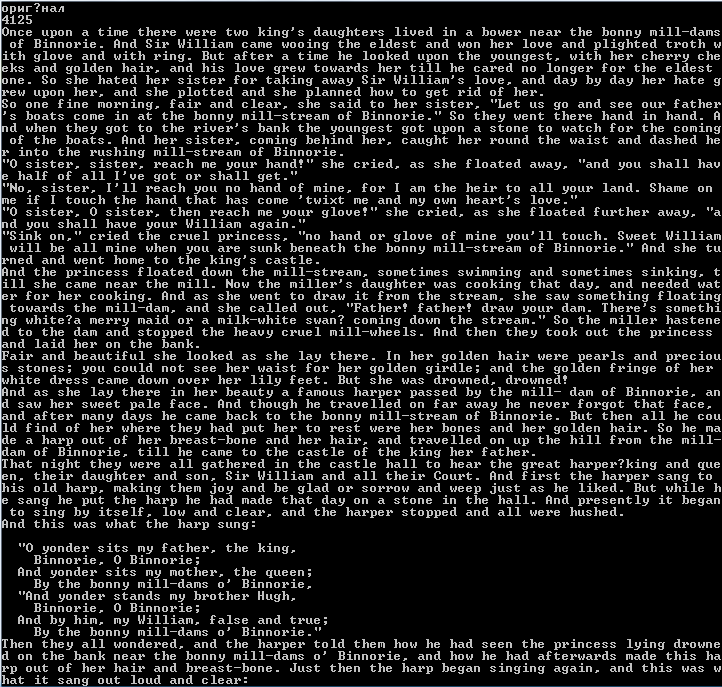 ориг?нал
4125
Once upon a time there were two king's daughters lived in a bower near the bonny mill-dams
 of Binnorie. And Sir William came wooing the eldest and won her love and plighted troth w
ith glove and with ring. But after a time he looked upon the youngest, with her cherry che
eks and golden hair, and his love grew towards her till he cared no longer for the eldest
one. So she hated her sister for taking away Sir William's love, and day by day her hate g
rew upon her, and she plotted and she planned how to get rid of her.
So one fine morning, fair and clear, she said to her sister, "Let us go and see our father
's boats come in at the bonny mill-stream of Binnorie." So they went there hand in hand. A
nd when they got to the river's bank the youngest got upon a stone to watch for the coming
 of the boats. And her sister, coming behind her, caught her round the waist and dashed he
r into the rushing mill-stream of Binnorie.
"O sister, sister, reach me your hand!" she cried, as she floated away, "and you shall hav
e half of all I've got or shall get."
"No, sister, I'll reach you no hand of mine, for I am the heir to all your land. Shame on
me if I touch the hand that has come 'twixt me and my own heart's love."
"O sister, O sister, then reach me your glove!" she cried, as she floated further away, "a
nd you shall have your William again."
"Sink on," cried the cruel princess, "no hand or glove of mine you'll touch. Sweet William
 will be all mine when you are sunk beneath the bonny mill-stream of Binnorie." And she tu
rned and went home to the king's castle.
And the princess floated down the mill-stream, sometimes swimming and sometimes sinking, t
ill she came near the mill. Now the miller's daughter was cooking that day, and needed wat
er for her cooking. And as she went to draw it from the stream, she saw something floating
 towards the mill-dam, and she called out, "Father! father! draw your dam. There's somethi
ng white?a merry maid or a milk-white swan? coming down the stream." So the miller hastene
d to the dam and stopped the heavy cruel mill-wheels. And then they took out the princess
and laid her on the bank.
Fair and beautiful she looked as she lay there. In her golden hair were pearls and preciou
s stones; you could not see her waist for her golden girdle; and the golden fringe of her
white dress came down over her lily feet. But she was drowned, drowned!
And as she lay there in her beauty a famous harper passed by the mill- dam of Binnorie, an
d saw her sweet pale face. And though he travelled on far away he never forgot that face,
and after many days he came back to the bonny mill-stream of Binnorie. But then all he cou
ld find of her where they had put her to rest were her bones and her golden hair. So he ma
de a harp out of her breast-bone and her hair, and travelled on up the hill from the mill-
dam of Binnorie, till he came to the castle of the king her father.
That night they were all gathered in the castle hall to hear the great harper?king and que
en, their daughter and son, Sir William and all their Court. And first the harper sang to
his old harp, making them joy and be glad or sorrow and weep just as he liked. But while h
e sang he put the harp he had made that day on a stone in the hall. And presently it began
 to sing by itself, low and clear, and the harper stopped and all were hushed.
And this was what the harp sung:
"O yonder sits my father, the king,
Binnorie, O Binnorie;
And yonder sits my mother, the queen;
By the bonny mill-dams o' Binnorie,
"And yonder stands my brother Hugh,
Binnorie, O Binnorie;
And by him, my William, false and true;
By the bonny mill-dams o' Binnorie."
Then they all wondered, and the harper told them how he had seen the princess lying drowne
d on the bank near the bonny mill-dams o' Binnorie, and how he had afterwards made this ha
rp out of her hair and breast-bone. Just then the harp began singing again, and this was w
hat it sang out loud and clear: